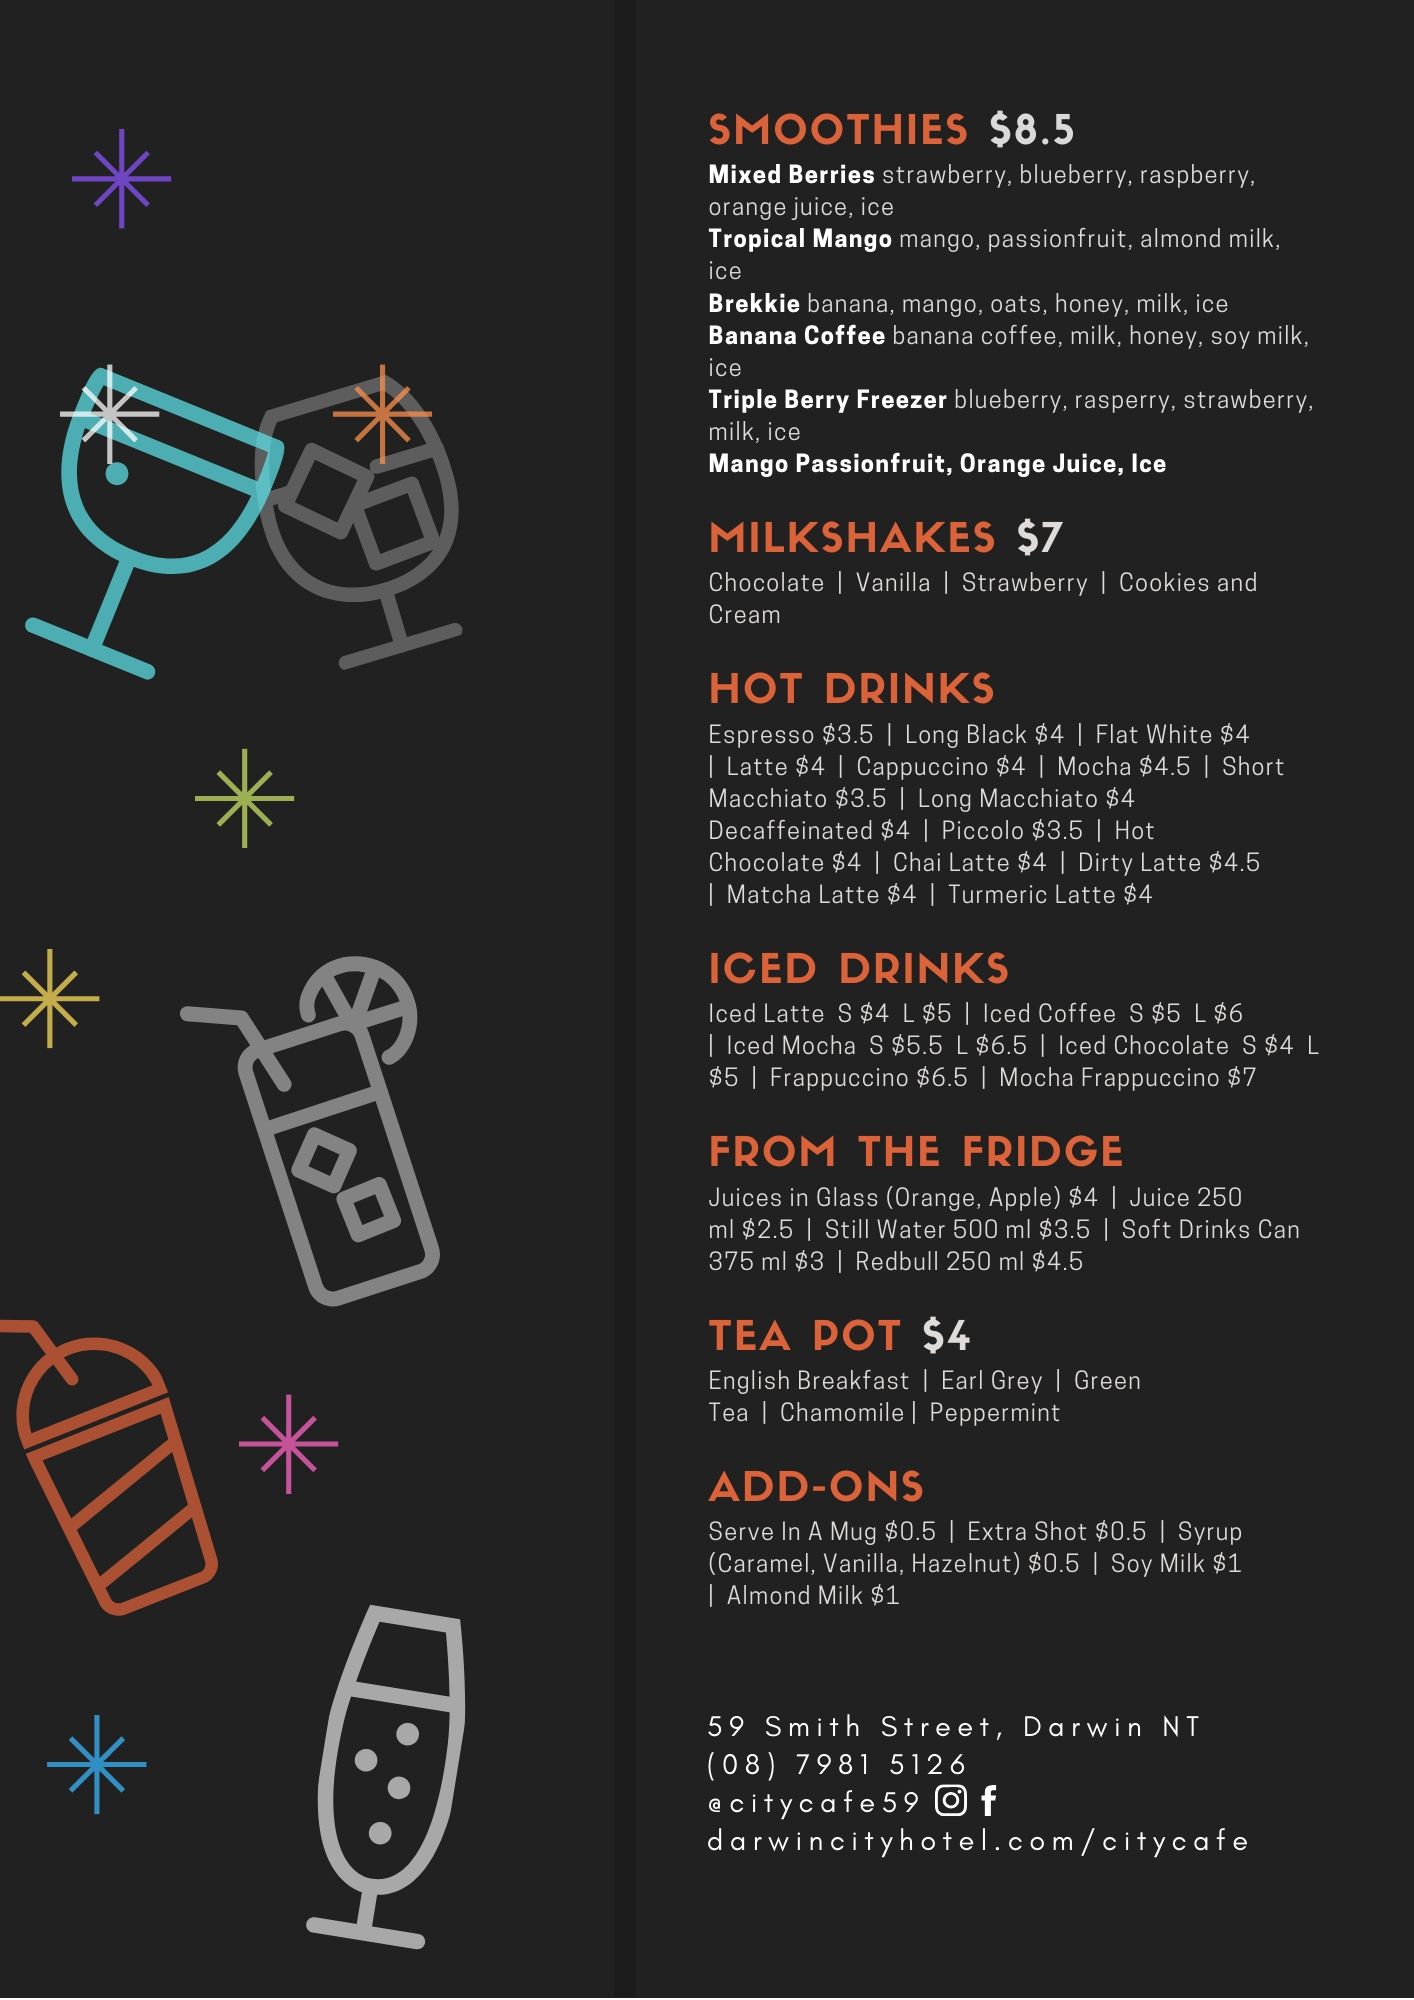 SMOOTHIES $8.5
Mixed Berries strawberry, blueberry, raspberry,
orange juice, ice
Tropical Mango mango, passionfruit, almond milk,
ice
Brekkie banana, mango, oats, honey, milk, ice
Banana Coffee banana coffee, milk, honey, soy milk,
ice
Triple Berry Freezer blueberry, rasperry, strawberry,
milk, ice
Mango Passionfruit, Orange Juice, Ice
MILKSHAKES $7
Chocolate | Vanilla | Strawberry | Cookies and
Cream
HOT DRINKS
Espresso $3.5 | Long Black $4 | Flat White $4
| Latte $4 | Cappuccino $4 | Mocha $4.5 | Short
Macchiato $3.5 | Long Macchiato $4
Decaffeinated $4 | Piccolo $3.5 | Hot
Chocolate $4 | Chai Latte $4 | Dirty Latte $4.5
| Matcha Latte $4 | Turmeric Latte $4
ICED DRINKS
Iced Latte S $4 L $5 | Iced Coffee S $5 L $6
| Iced Mocha S $5.5 L $6.5 | Iced Chocolate S $4 L
$5 | Frappuccino $6.5 | Mocha Frappuccino $7
FROM THE FRIDGE
Juices in Glass (Orange, Apple) $4 | Juice 250
ml $2.5 | Still Water 500 ml $3.5 | Soft Drinks Can
375 ml $3 | Redbull 250 ml $4.5
TEA POT $4
English Breakfast | Earl Grey | Green
Tea | Chamomile | Peppermint
ADD-ONS
Serve In A Mug $0.5 | Extra Shot $0.5 | Syrup
(Caramel, Vanilla, Hazelnut) $0.5 | Soy Milk $1
| Almond Milk $1
59 Smith Street, Darwin NT
(08) 7981 5126
@citycafe59
darwincityhotel.com/citycafe